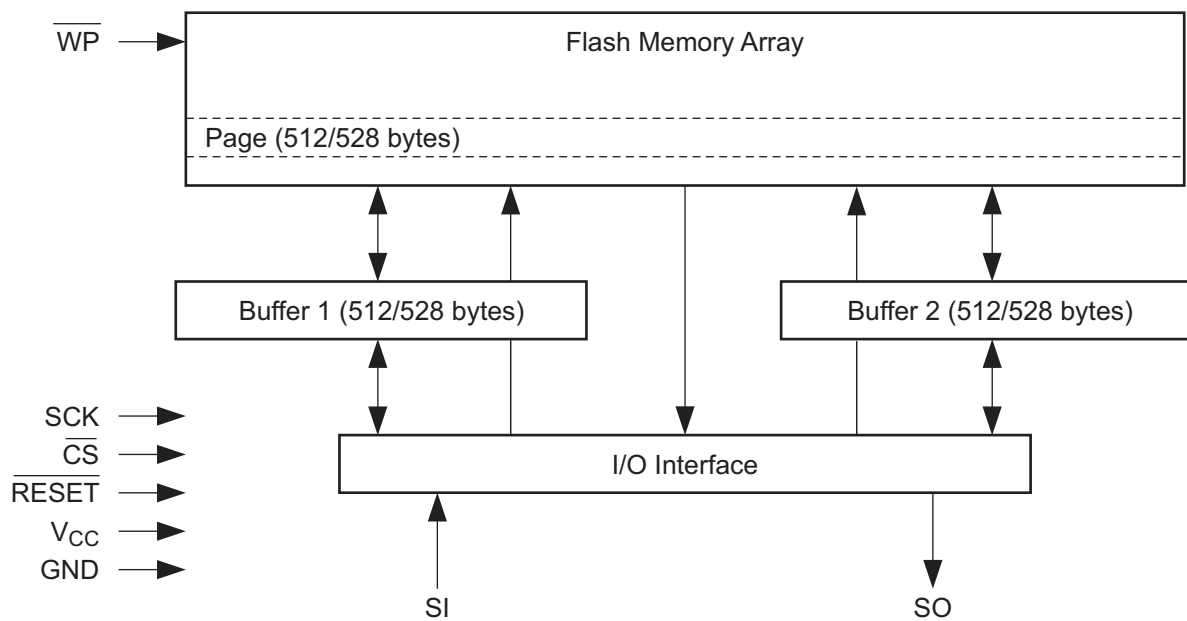 WP
Flash Memory Array
Page (512/528 bytes)
Buffer 1 (512/528 bytes)
Buffer 2 (512/528 bytes)
SCK
CS
RESET
VCC
GND
I/O Interface
SI
SO